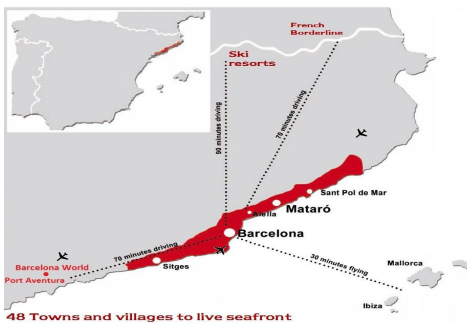 French
Borderline
Ski
resorts
90 minutes driving
70 minutes driving
Sant Pol de Mar
Mataró
Alella
Barcelona
70 minutes driving
Sitges
Barcelona World
Port Aventura
30 minutes flying
Mallorca
Ibiza
48 Towns and villages to live seafront